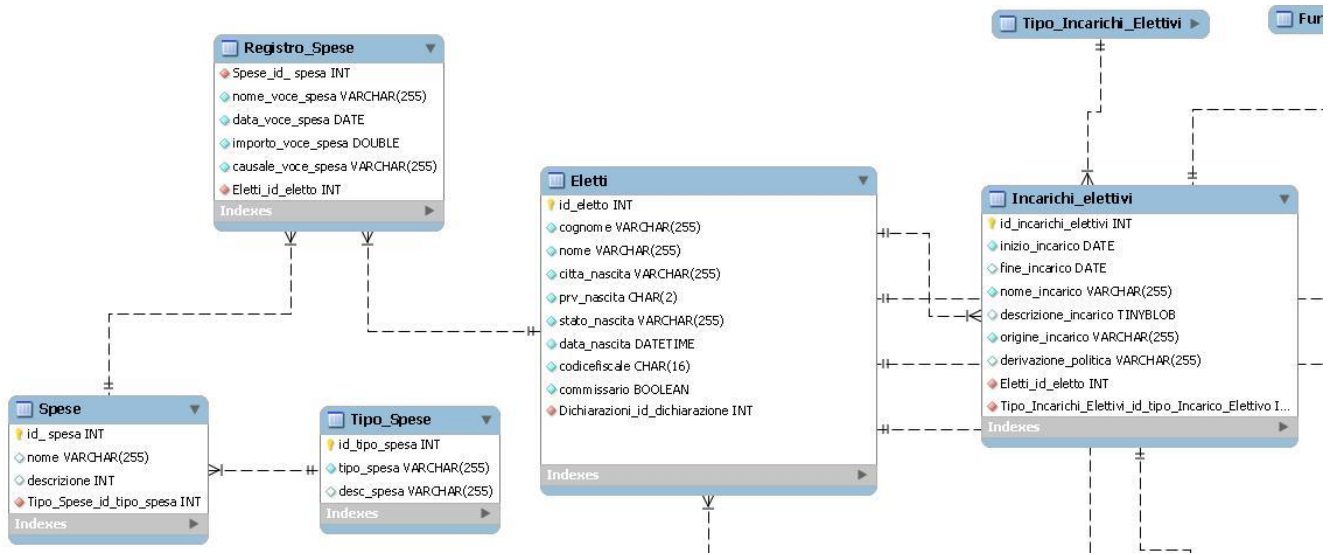 Tipo_Incarichi_Elettivi
Registro_Spese
Spese_id_ spesa INT
nome_voce_spesa VARCHAR(255)
data_voce_spesa DATE
importo_voce_spesa DOUBLE
causale_voce_spesa VARCHAR(255)
Eletti_id_eletto INT
Indexes
Eletti
id_eletto INT
cognome VARCHAR(255)
nome VARCHAR(255)
citta_nascita VARCHAR(255)
prv_nascita CHAR(2)
stato_nascita VARCHAR(255)
data_nascita DATETIME
codicefiscale CHAR(16)
commissario BOOLEAN
Dichiarazioni_id_dichiarazione INT
Indexes
Incarichi_elettivi
id_incarichi_elettivi INT
inizio_incarico DATE
fine_incarico DATE
nome_incarico VARCHAR(255)
descrizione_incarico TINYBLOB
origine_incarico VARCHAR(255)
derivazione_politica VARCHAR(255)
Eletti_id_eletto INT
Tipo_Incarichi_Elettivi_id_tipo_Incarico_Elettivo I...
Indexes
Spese
id_ spesa INT
nome VARCHAR(255)
descrizione INT
Tipo_Spese_id_tipo_spesa INT
Indexes
Tipo_Spese
id_tipo_spesa INT
tipo_spesa VARCHAR(255)
desc_spesa VARCHAR(255)
Indexes